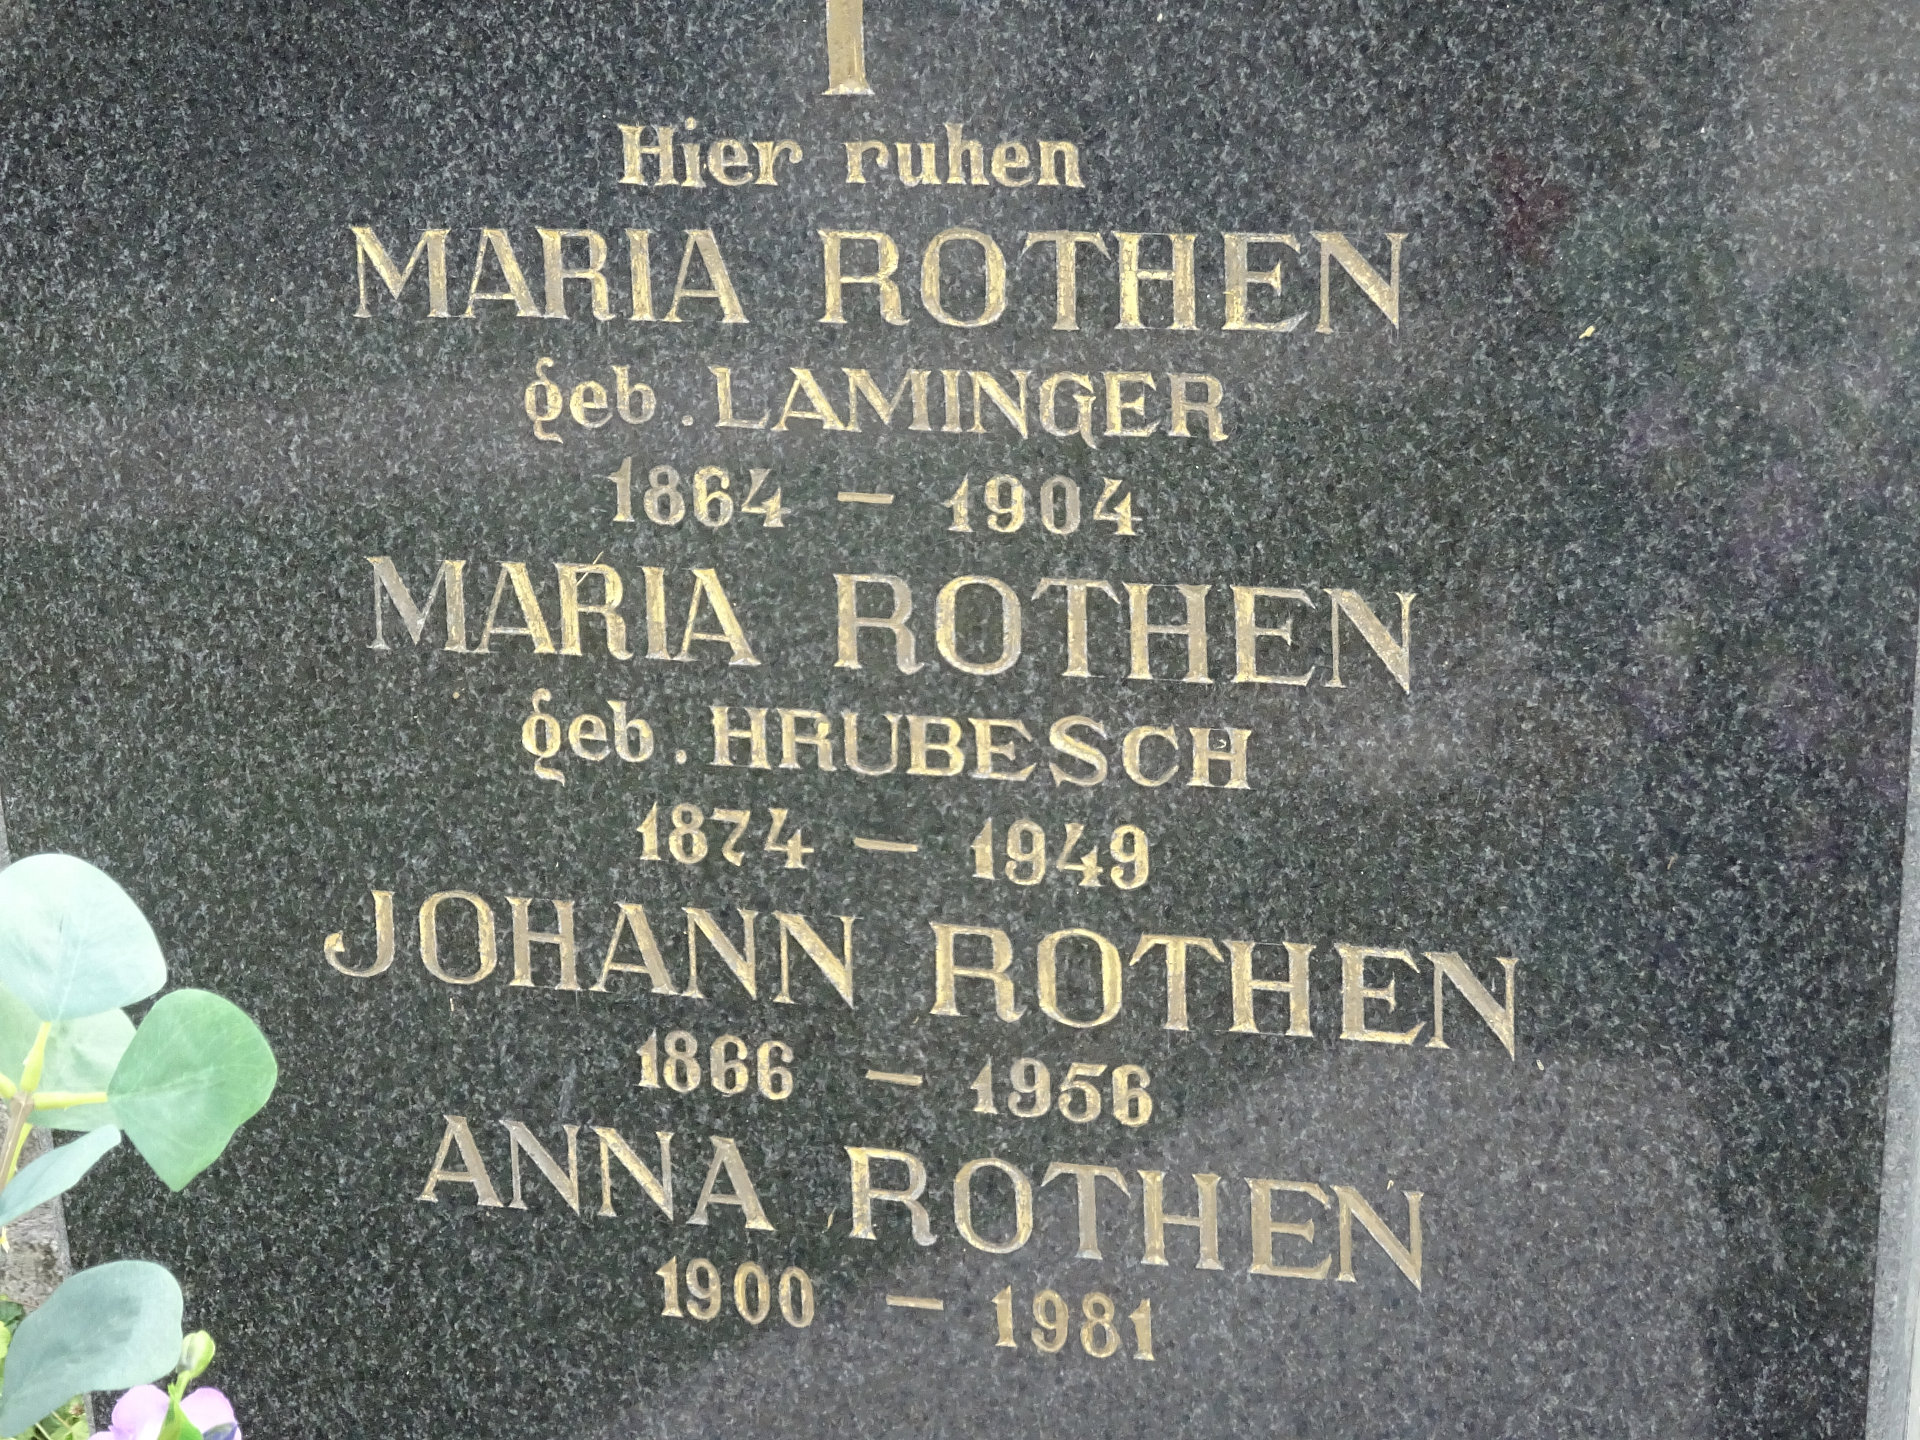 Hier ruhen
MARIA ROTHEN
geb. LAMINGER
1864 – 1904
MARIA ROTHEN
geb. HRUBESCH
1874 – 1949
JOHANN ROTHEN
1866 – 1956
ANNA ROTHEN
1900 – 1981